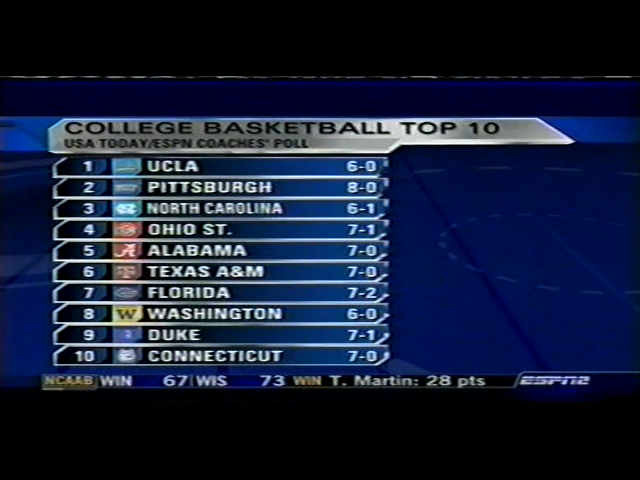 COLLEGE BASKETBALL TOP 10
USA TODAY/ESPN COACHES' POLL
1 UCLA 6-0
2 PITTSBURGH 8-0
3 NORTH CAROLINA 6-1
4 OHIO ST. 7-1
5 ALABAMA 7-0
6 TEXAS A&M 7-0
7 FLORIDA 7-2
8 W WASHINGTON 6-0
9 DUKE 7-1
10 CONNECTICUT 7-0
NCAAB WIN 67 WIS 73 WIN T. Martin: 28 pts ESPN2